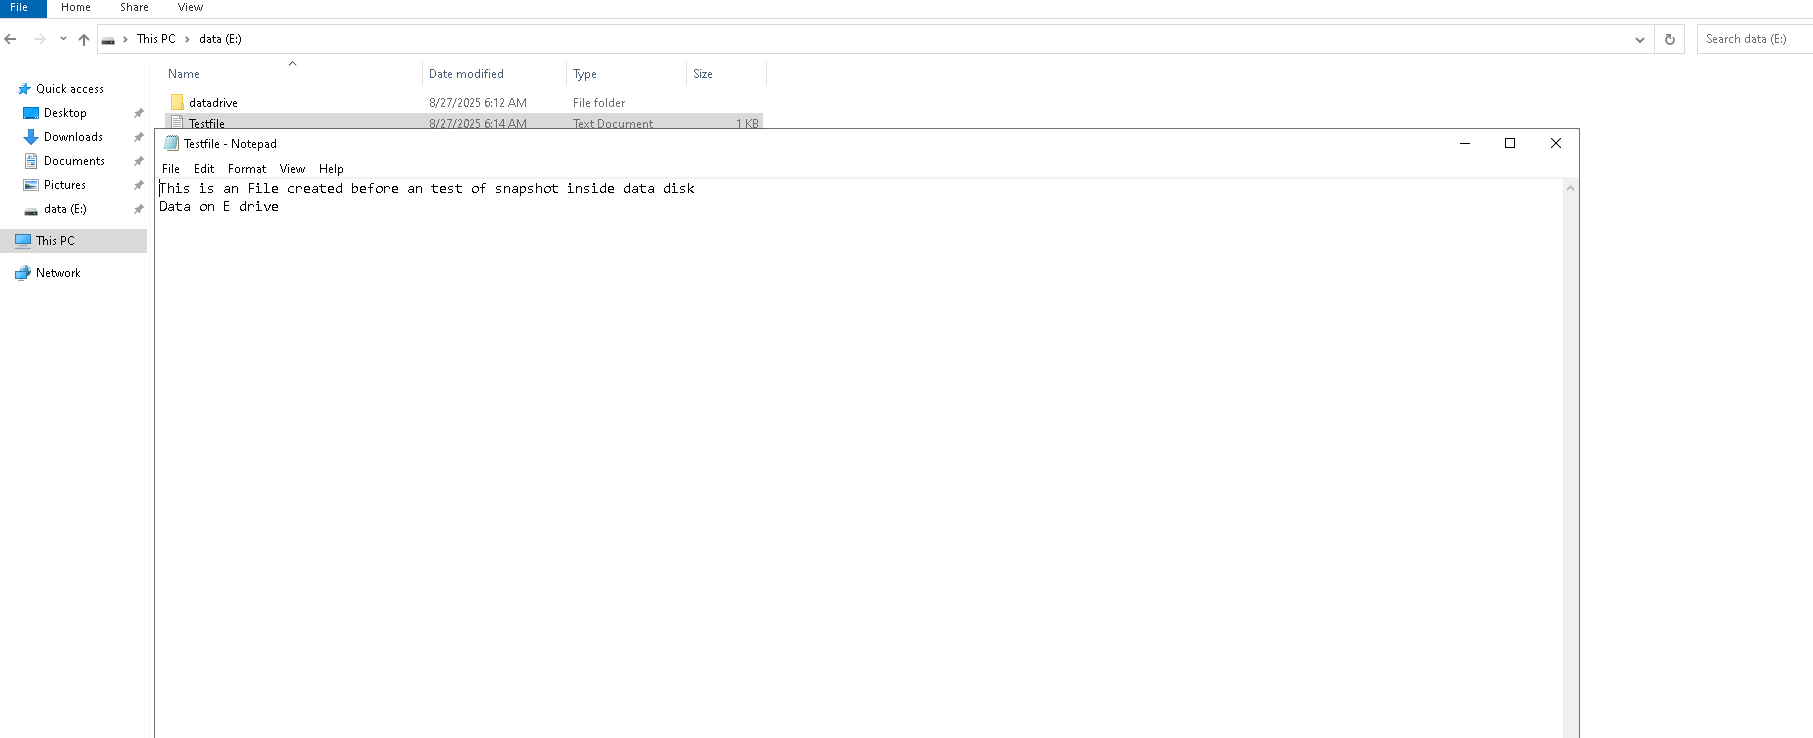 File Home Share View
This PC > data (E:)
Search data (E:)
Name Date modified Type Size
Quick access
datadrive 8/27/2025 6:12 AM File folder
Desktop
Testfile 8/27/2025 6:14 AM Text Document 1 KB
Downloads
Documents
Pictures
data (E:)
This PC
Network
Testfile - Notepad
File Edit Format View Help
This is an File created before an test of snapshot inside data disk
Data on E drive